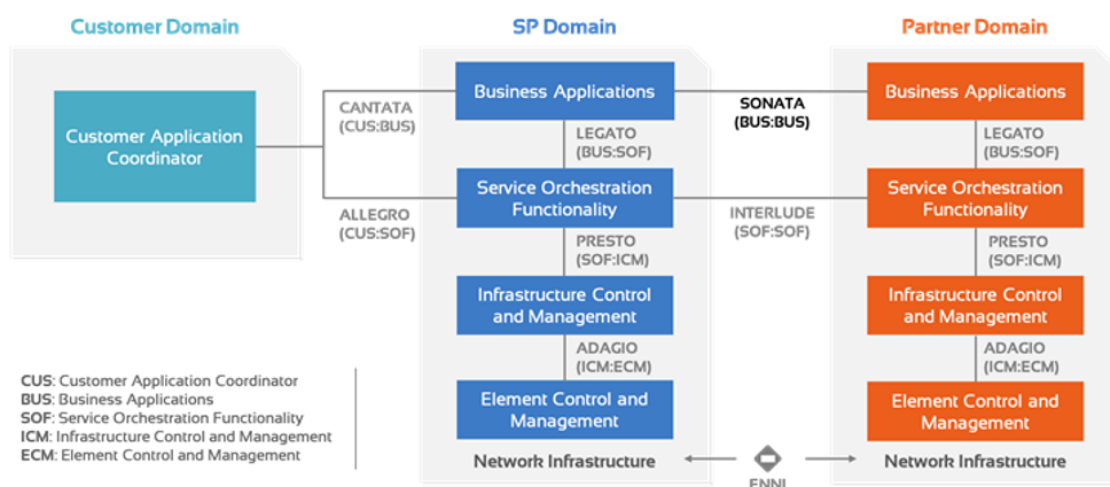 Customer Domain
SP Domain
Partner Domain
Customer Application
Coordinator
CANTATA
(CUS:BUS)
ALLEGRO
(CUS:SOF)
Business Applications
LEGATO
(BUS:SOF)
Service Orchestration
Functionality
PRESTO
(SOF:ICM)
Infrastructure Control
and Management
ADAGIO
(ICM:ECM)
Element Control and
Management
Network Infrastructure
SONATA
(BUS:BUS)
INTERLUDE
(SOF:SOF)
ENNI
Business Applications
LEGATO
(BUS:SOF)
Service Orchestration
Functionality
PRESTO
(SOF:ICM)
Infrastructure Control
and Management
ADAGIO
(ICM:ECM)
Element Control and
Management
Network Infrastructure
CUS: Customer Application Coordinator
BUS: Business Applications
SOF: Service Orchestration Functionality
ICM: Infrastructure Control and Management
ECM: Element Control and Management